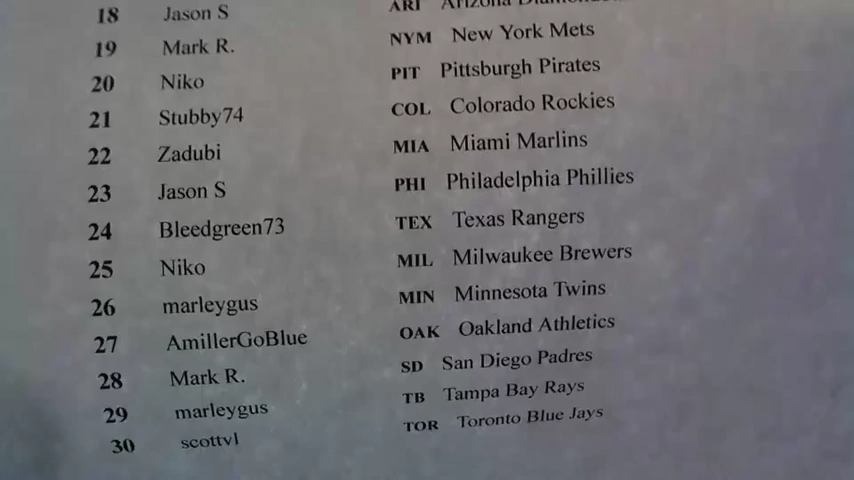 18 Jason S ARI Arizona
19 Mark R. NYM New York Mets
20 Niko PIT Pittsburgh Pirates
21 Stubby74 COL Colorado Rockies
22 Zadubi MIA Miami Marlins
23 Jason S PHI Philadelphia Phillies
24 Bleedgreen73 TEX Texas Rangers
25 Niko MIL Milwaukee Brewers
26 marleygus MIN Minnesota Twins
27 AmillerGoBlue OAK Oakland Athletics
28 Mark R. SD San Diego Padres
29 marleygus TB Tampa Bay Rays
30 scottvl TOR Toronto Blue Jays